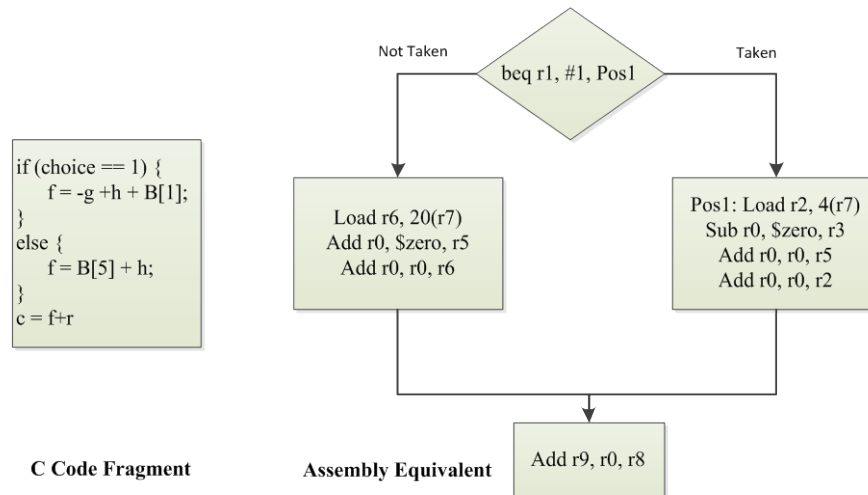 Not Taken
Taken
beq r1, #1, Pos1
if (choice == 1) {
f = -g +h + B[1];
}
else {
f = B[5] + h;
}
c = f+r
Load r6, 20(r7)
Add r0, $zero, r5
Add r0, r0, r6
Pos1: Load r2, 4(r7)
Sub r0, $zero, r3
Add r0, r0, r5
Add r0, r0, r2
C Code Fragment
Assembly Equivalent
Add r9, r0, r8